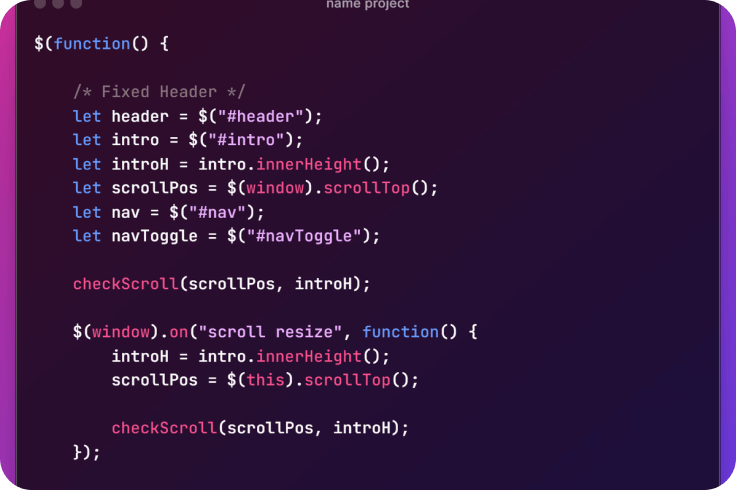 name project
$(function() {
/* Fixed Header */
let header = $("#header");
let intro = $("#intro");
let introH = intro.innerHeight();
let scrollPos = $(window).scrollTop();
let nav = $("#nav");
let navToggle = $("#navToggle");
checkScroll(scrollPos, introH);
$(window).on("scroll resize", function() {
introH = intro.innerHeight();
scrollPos = $(this).scrollTop();
checkScroll(scrollPos, introH);
});